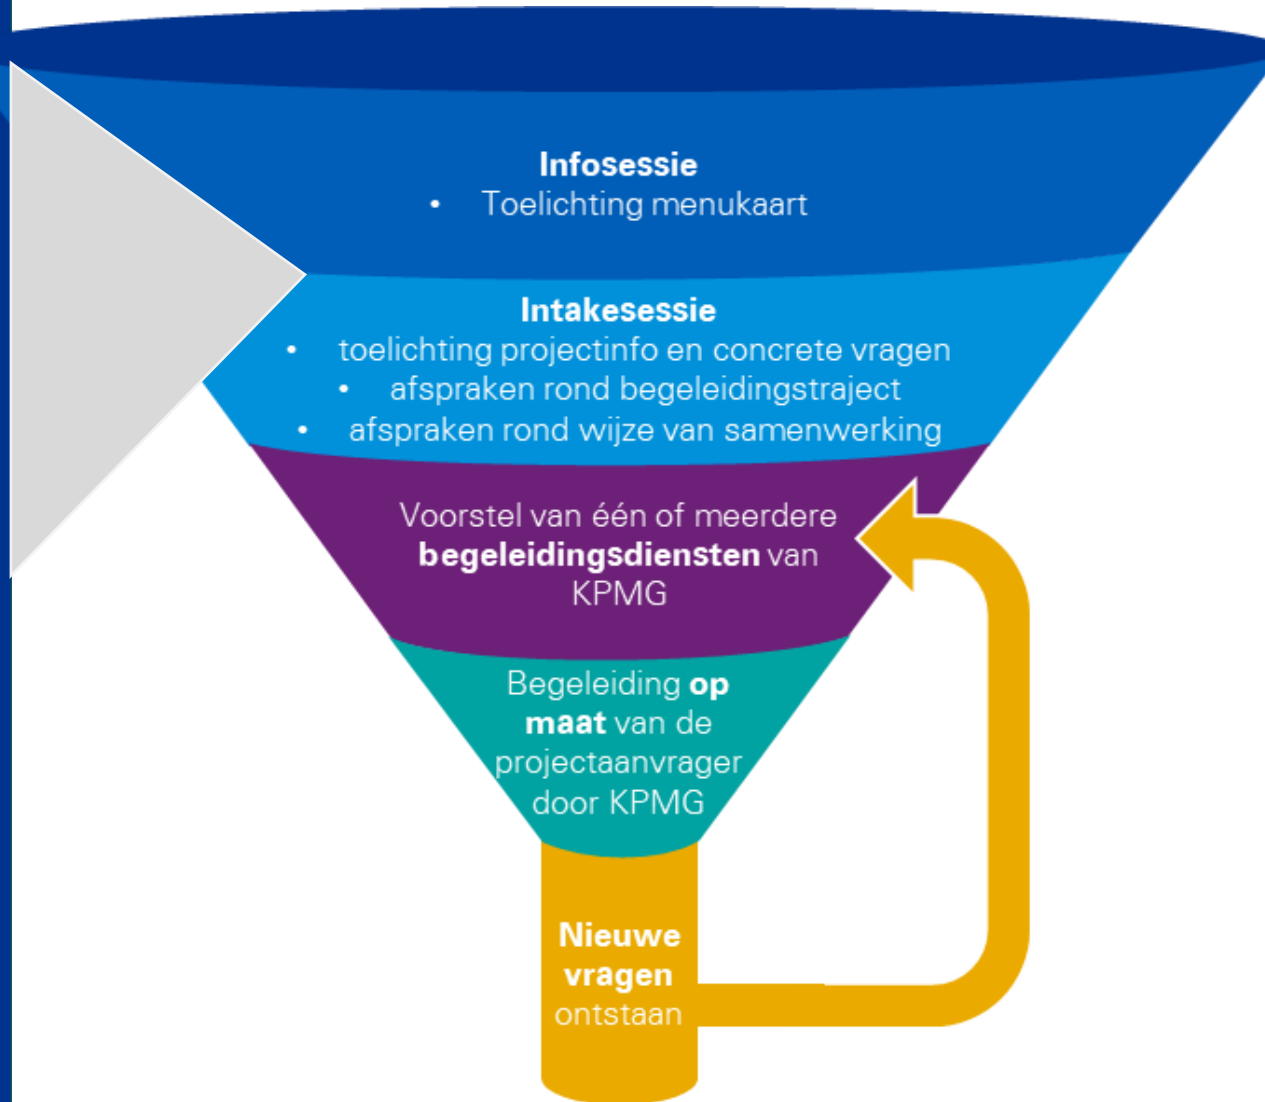 Infosessie
• Toelichting menukaart
Intakesessie
• toelichting projectinfo en concrete vragen
• afspraken rond begeleidingstraject
• afspraken rond wijze van samenwerking
Voorstel van één of meerdere
begeleidingsdiensten van
KPMG
Begeleiding op
maat van de
projectaanvrager
door KPMG
Nieuwe
vragen
ontstaan